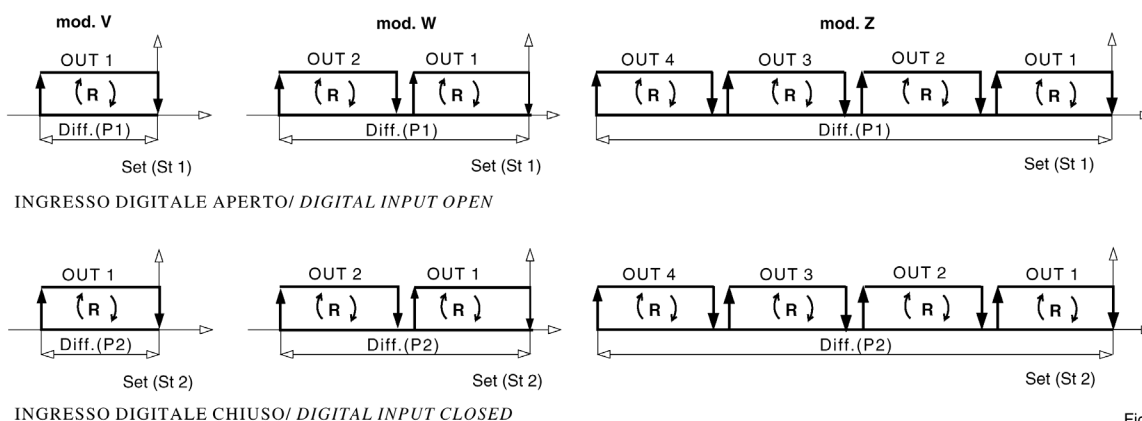 mod. V mod. W mod. Z
OUT 1 OUT 2 OUT 1 OUT 4 OUT 3 OUT 2 OUT 1
R R R R R R R
Diff.(P1) Diff.(P1) Diff.(P1)
Set (St 1) Set (St 1) Set (St 1)
INGRESSO DIGITALE APERTO/ DIGITAL INPUT OPEN
OUT 1 OUT 2 OUT 1 OUT 4 OUT 3 OUT 2 OUT 1
R R R R R R R
Diff.(P2) Diff.(P2) Diff.(P2)
Set (St 2) Set (St 2) Set (St 2)
INGRESSO DIGITALE CHIUSO/ DIGITAL INPUT CLOSED